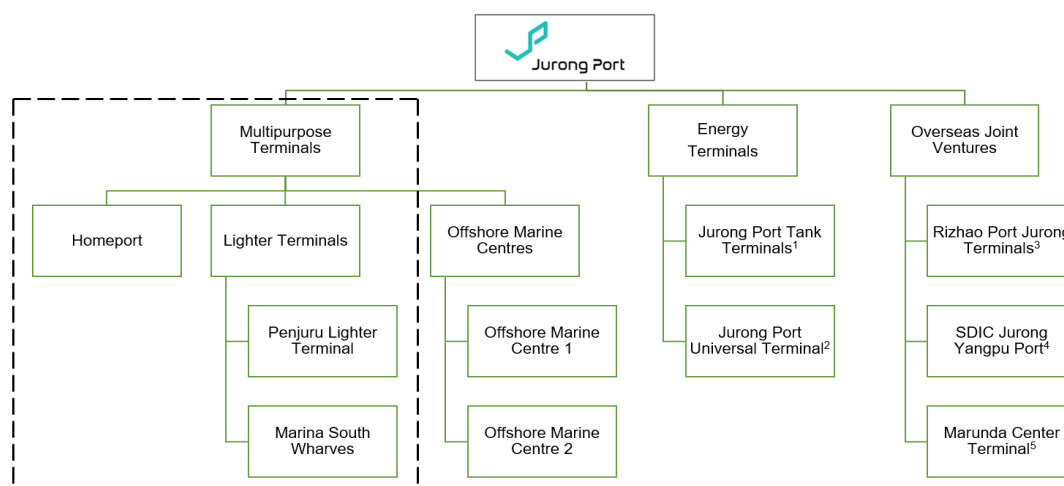 Jurong Port
Multipurpose
Terminals
Energy
Terminals
Overseas Joint
Ventures
Homeport
Lighter Terminals
Offshore Marine
Centres
Jurong Port Tank
Terminals¹
Rizhao Port Jurong
Terminals³
Penjuru Lighter
Terminal
Offshore Marine
Centre 1
Jurong Port
Universal Terminal²
SDIC Jurong
Yangpu Port⁴
Marina South
Wharves
Offshore Marine
Centre 2
Marunda Center
Terminal⁵